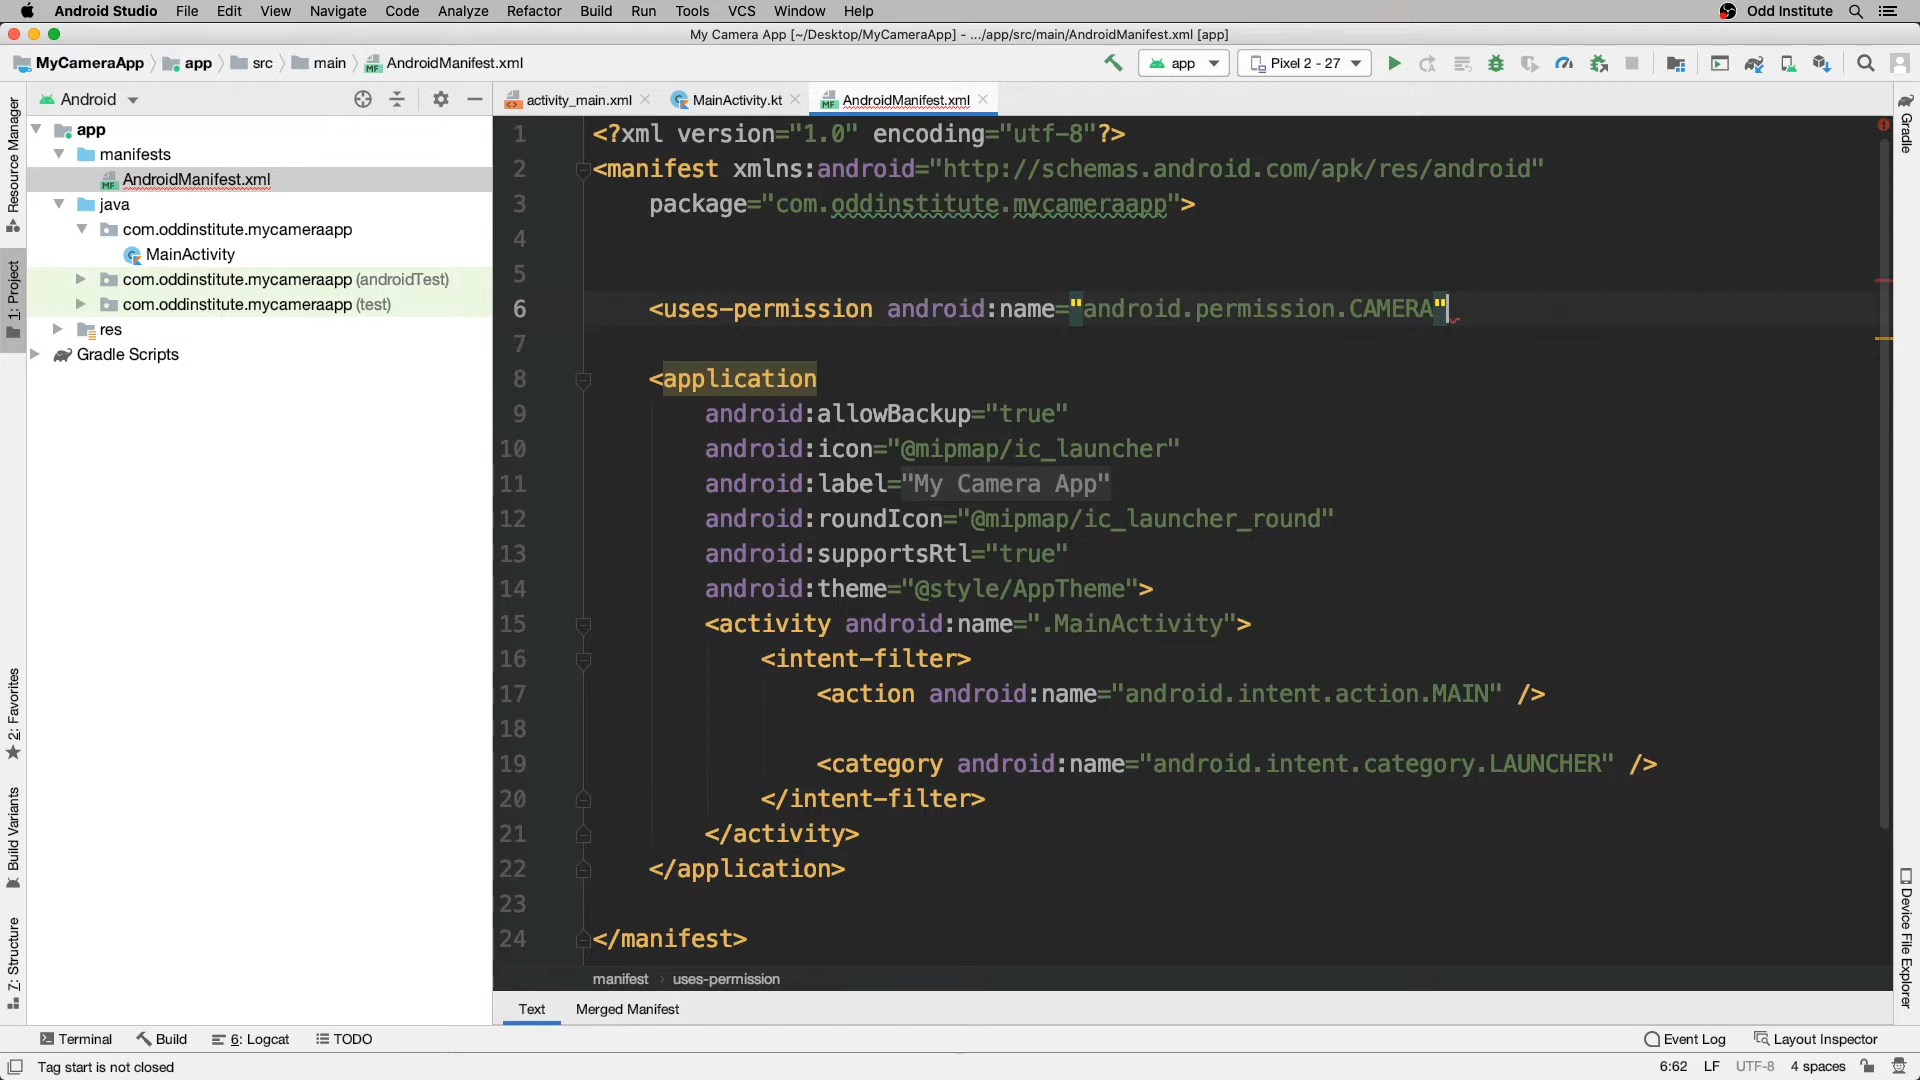 Android Studio File Edit View Navigate Code Analyze Refactor Build Run Tools VCS Window Help Odd Institute
My Camera App [~/Desktop/MyCameraApp] - .../app/src/main/AndroidManifest.xml [app]
MyCameraApp app src main AndroidManifest.xml app Pixel 2 - 27
Android activity_main.xml MainActivity.kt AndroidManifest.xml
Resource Manager
1: Project
2: Favorites
Build Variants
7: Structure
app
manifests
AndroidManifest.xml
java
com.oddinstitute.mycameraapp
MainActivity
com.oddinstitute.mycameraapp (androidTest)
com.oddinstitute.mycameraapp (test)
res
Gradle Scripts
1 <?xml version="1.0" encoding="utf-8"?>
2 <manifest xmlns:android="http://schemas.android.com/apk/res/android"
3 package="com.oddinstitute.mycameraapp">
4
5
6 <uses-permission android:name="android.permission.CAMERA"
7
8 <application
9 android:allowBackup="true"
10 android:icon="@mipmap/ic_launcher"
11 android:label="My Camera App"
12 android:roundIcon="@mipmap/ic_launcher_round"
13 android:supportsRtl="true"
14 android:theme="@style/AppTheme">
15 <activity android:name=".MainActivity">
16 <intent-filter>
17 <action android:name="android.intent.action.MAIN" />
18
19 <category android:name="android.intent.category.LAUNCHER" />
20 </intent-filter>
21 </activity>
22 </application>
23
24 </manifest>
manifest › uses-permission
Text Merged Manifest
Gradle
Device File Explorer
Terminal Build 6: Logcat TODO Event Log Layout Inspector
Tag start is not closed 6:62 LF UTF-8 4 spaces